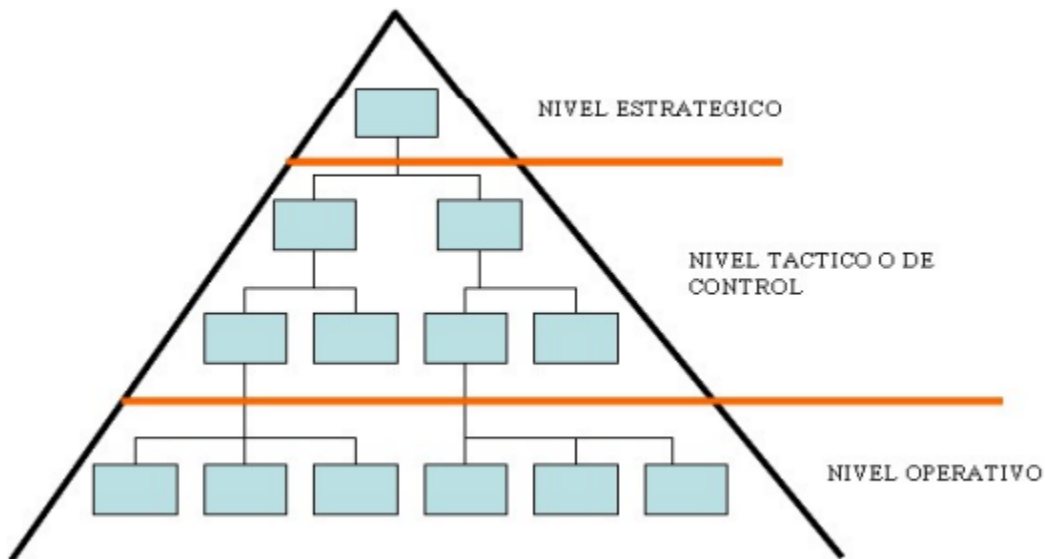 NIVEL ESTRATEGICO
NIVEL TACTICO O DE
CONTROL
NIVEL OPERATIVO